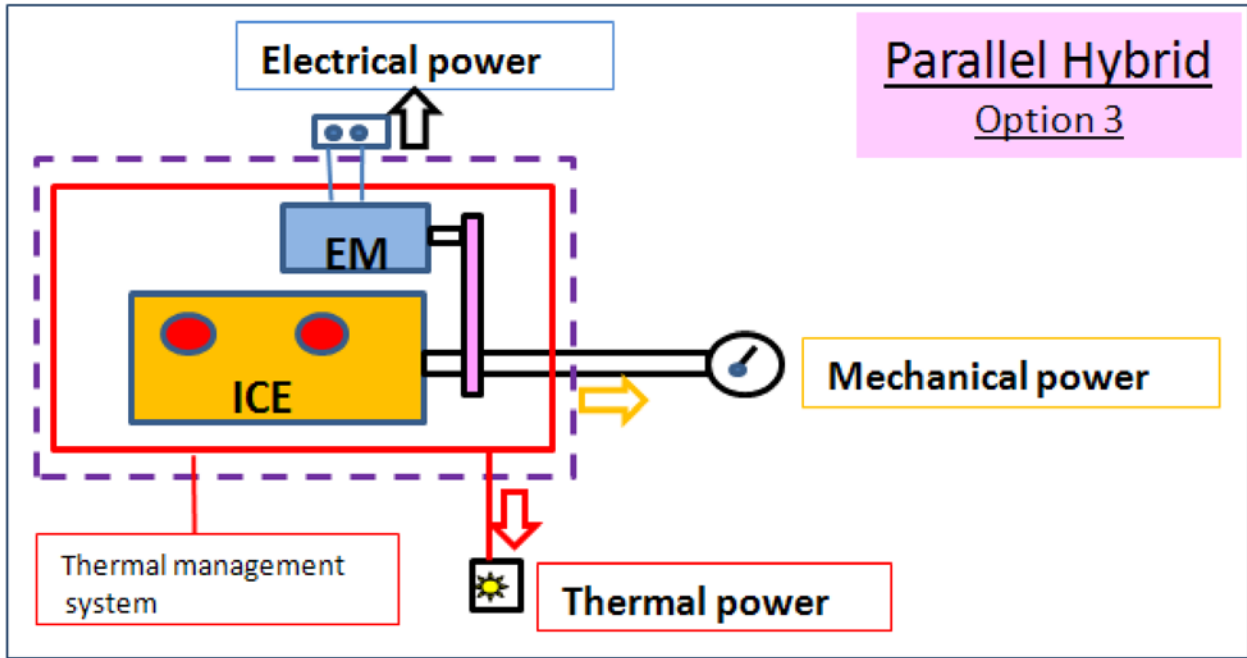 Electrical power
Parallel Hybrid
Option 3
EM
ICE
Mechanical power
Thermal management
system
Thermal power